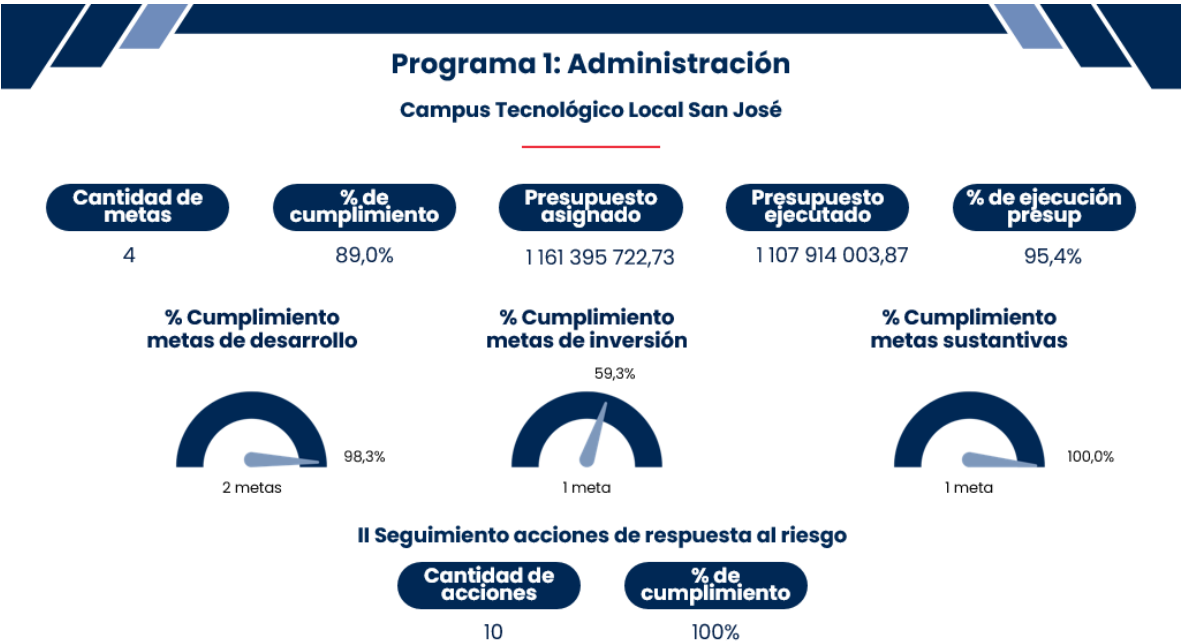 Programa 1: Administración
Campus Tecnológico Local San José
Cantidad de
metas
4
% de
cumplimiento
89,0%
Presupuesto
asignado
1 161 395 722,73
Presupuesto
ejecutado
1 107 914 003,87
% de ejecución
presup
95,4%
% Cumplimiento
metas de desarrollo
98,3%
2 metas
% Cumplimiento
metas de inversión
59,3%
1 meta
% Cumplimiento
metas sustantivas
100,0%
1 meta
II Seguimiento acciones de respuesta al riesgo
Cantidad de
acciones
10
% de
cumplimiento
100%